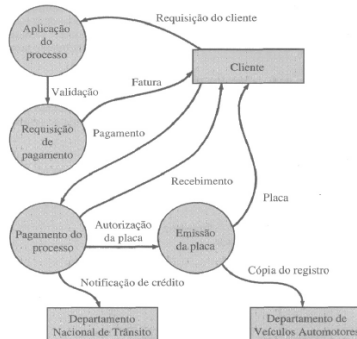 Aplicação
do
processo
Requisição do cliente
Cliente
Validação
Fatura
Requisição
de
pagamento
Pagamento
Recebimento
Placa
Pagamento do
processo
Autorização
da placa
Emissão
da placa
Notificação de crédito
Cópia do registro
Departamento
Nacional de Trânsito
Departamento de
Veículos Automotores